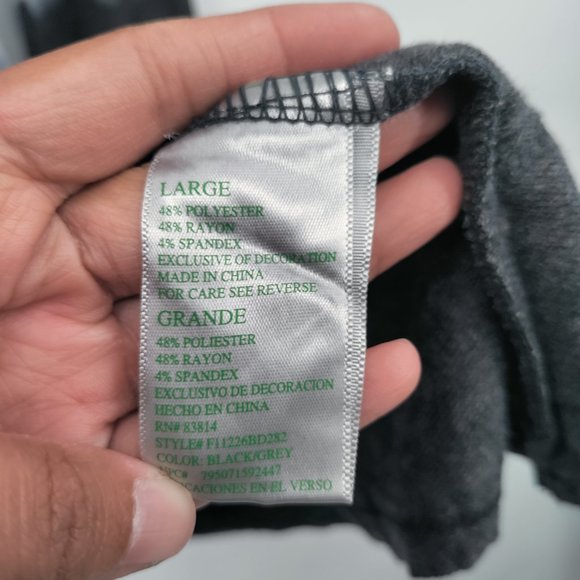 LARGE
48% POLYESTER
48% RAYON
4% SPANDEX
EXCLUSIVE OF DECORATION
MADE IN CHINA
FOR CARE SEE REVERSE
GRANDE
48% POLIESTER
48% RAYON
4% SPANDEX
EXCLUSIVO DE DECORACION
HECHO EN CHINA
RN# 83814
STYLE# F11226BD282
COLOR: BLACK/GREY
795071592447
EN EL VERSO